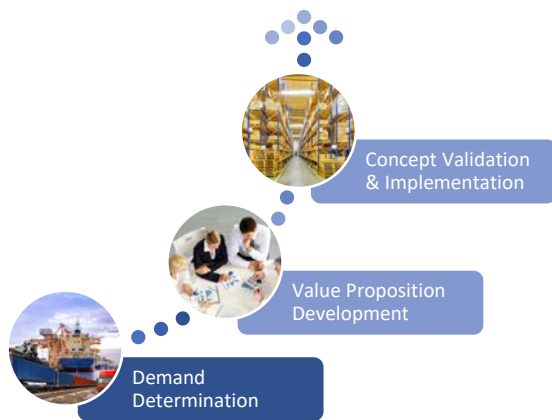 Concept Validation
& Implementation
Value Proposition
Development
Demand
Determination